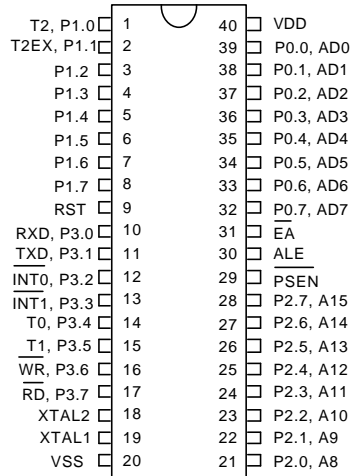 T2, P1.0 1 40 VDD
T2EX, P1.1 2 39 P0.0, AD0
P1.2 3 38 P0.1, AD1
P1.3 4 37 P0.2, AD2
P1.4 5 36 P0.3, AD3
P1.5 6 35 P0.4, AD4
P1.6 7 34 P0.5, AD5
P1.7 8 33 P0.6, AD6
RST 9 32 P0.7, AD7
RXD, P3.0 10 31 EA
TXD, P3.1 11 30 ALE
INT0, P3.2 12 29 PSEN
INT1, P3.3 13 28 P2.7, A15
T0, P3.4 14 27 P2.6, A14
T1, P3.5 15 26 P2.5, A13
WR, P3.6 16 25 P2.4, A12
RD, P3.7 17 24 P2.3, A11
XTAL2 18 23 P2.2, A10
XTAL1 19 22 P2.1, A9
VSS 20 21 P2.0, A8